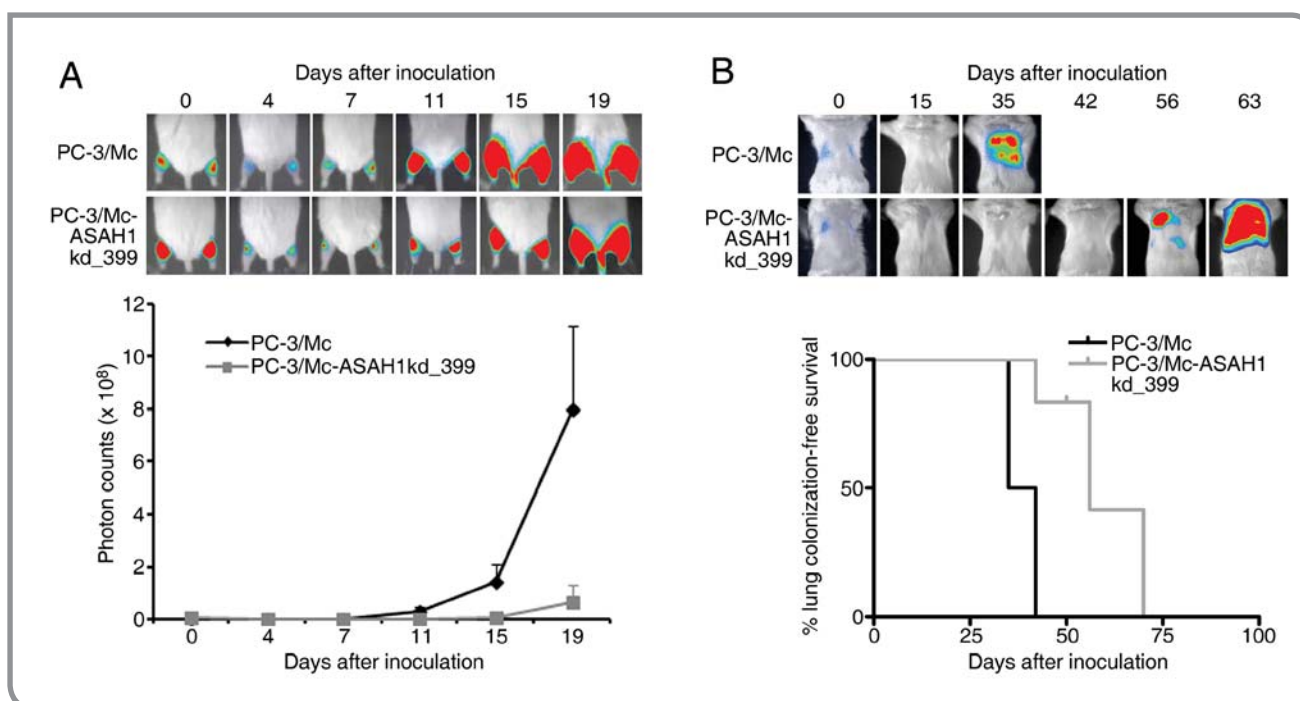 A
Days after inoculation
0 4 7 11 15 19
PC-3/Mc
PC-3/Mc-
ASAH1
kd_399
12
10
8
6
4
2
0
Photon counts (x 10⁸)
PC-3/Mc
PC-3/Mc-ASAH1kd_399
0 4 7 11 15 19
Days after inoculation
B
Days after inoculation
0 15 35 42 56 63
PC-3/Mc
PC-3/Mc-
ASAH1
kd_399
% lung colonization-free survival
100
50
0
PC-3/Mc
PC-3/Mc-ASAH1
kd_399
0 25 50 75 100
Days after inoculation